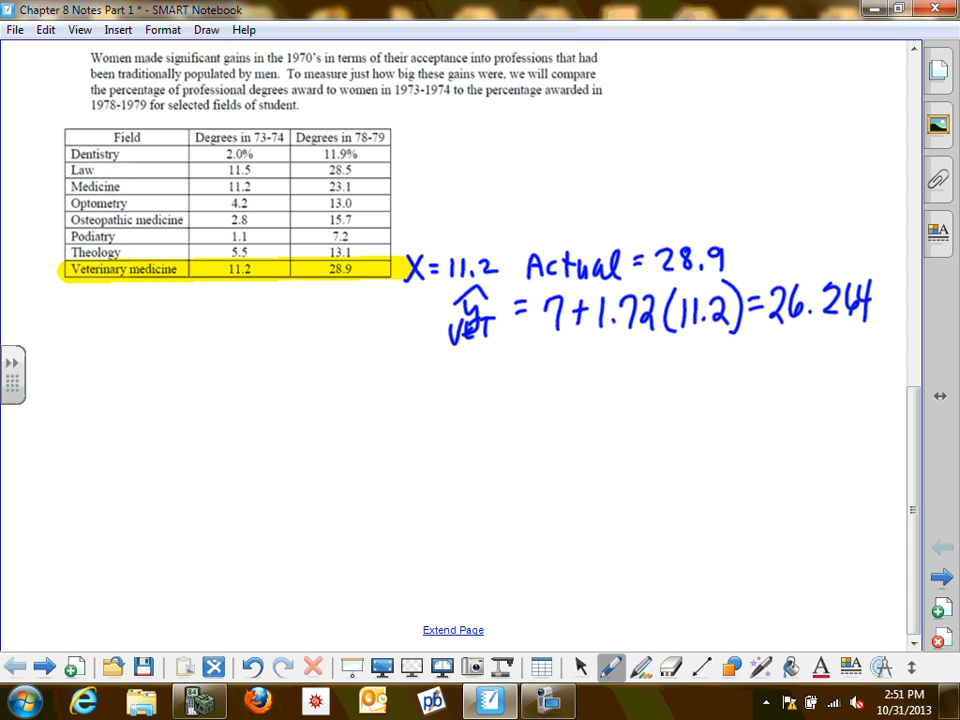 Chapter 8 Notes Part 1 * - SMART Notebook
File Edit View Insert Format Draw Help
Women made significant gains in the 1970's in terms of their acceptance into professions that had
been traditionally populated by men. To measure just how big these gains were, we will compare
the percentage of professional degrees award to women in 1973-1974 to the percentage awarded in
1978-1979 for selected fields of student.
Field Degrees in 73-74 Degrees in 78-79
Dentistry 2.0% 11.9%
Law 11.5 28.5
Medicine 11.2 23.1
Optometry 4.2 13.0
Osteopathic medicine 2.8 15.7
Podiatry 1.1 7.2
Theology 5.5 13.1
Veterinary medicine 11.2 28.9
X = 11.2 Actual = 28.9
ŷ = 7 + 1.72 (11.2) = 26.264
VET
Extend Page
2:51 PM
10/31/2013